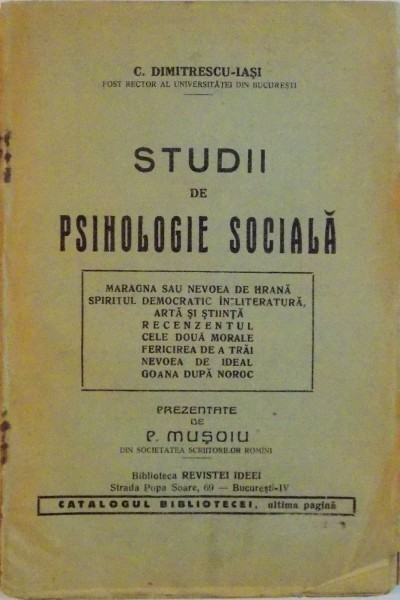 C. DIMITRESCU-IAŞI
FOST RECTOR AL UNIVERSITĂŢEI DIN BUCUREŞTI
STUDII
DE
PSIHOLOGIE SOCIALĂ
MARAGNA SAU NEVOEA DE HRANĂ
SPIRITUL DEMOCRATIC ÎN LITERATURĂ,
ARTĂ ŞI ŞTIINŢĂ
RECENZENTUL
CELE DOUĂ MORALE
FERICIREA DE A TRĂI
NEVOEA DE IDEAL
GOANA DUPĂ NOROC
PREZENTATE
DE
P. MUŞOIU
DIN SOCIETATEA SCRIITORILOR ROMÎNI
Biblioteca REVISTEI IDEEI
Strada Popa Soare, 69 — Bucureşti-IV
CATALOGUL BIBLIOTECEI, ultima pagină